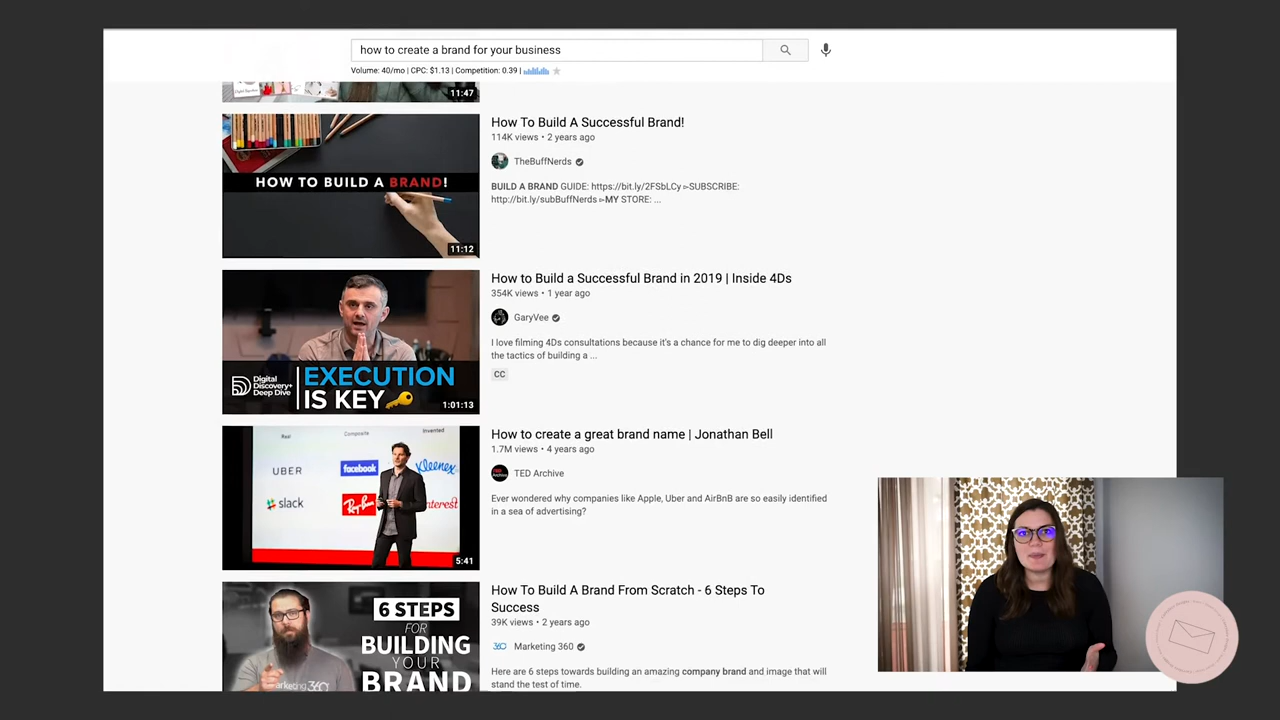 how to create a brand for your business
Volume: 40/mo | CPC: $1.13 | Competition: 0.39 |
11:47
HOW TO BUILD A BRAND!
11:12
How To Build A Successful Brand!
114K views • 2 years ago
TheBuffNerds
BUILD A BRAND GUIDE: https://bit.ly/2FSbLCy ▻SUBSCRIBE:
http://bit.ly/subBuffNerds ▻MY STORE: ...
Digital
Discovery+
Deep Dive
EXECUTION
IS KEY
1:01:13
How to Build a Successful Brand in 2019 | Inside 4Ds
354K views • 1 year ago
GaryVee
I love filming 4Ds consultations because it's a chance for me to dig deeper into all
the tactics of building a ...
CC
Real
Composite
Invented
UBER
facebook
Kleenex
slack
Ray-Ban
terest
5:41
How to create a great brand name | Jonathan Bell
1.7M views • 4 years ago
TED Archive
Ever wondered why companies like Apple, Uber and AirBnB are so easily identified
in a sea of advertising?
6 STEPS
FOR
BUILDING
YOUR
BRAND
arketing 360
How To Build A Brand From Scratch - 6 Steps To
Success
39K views • 2 years ago
360
Marketing 360
Here are 6 steps towards building an amazing company brand and image that will
stand the test of time.